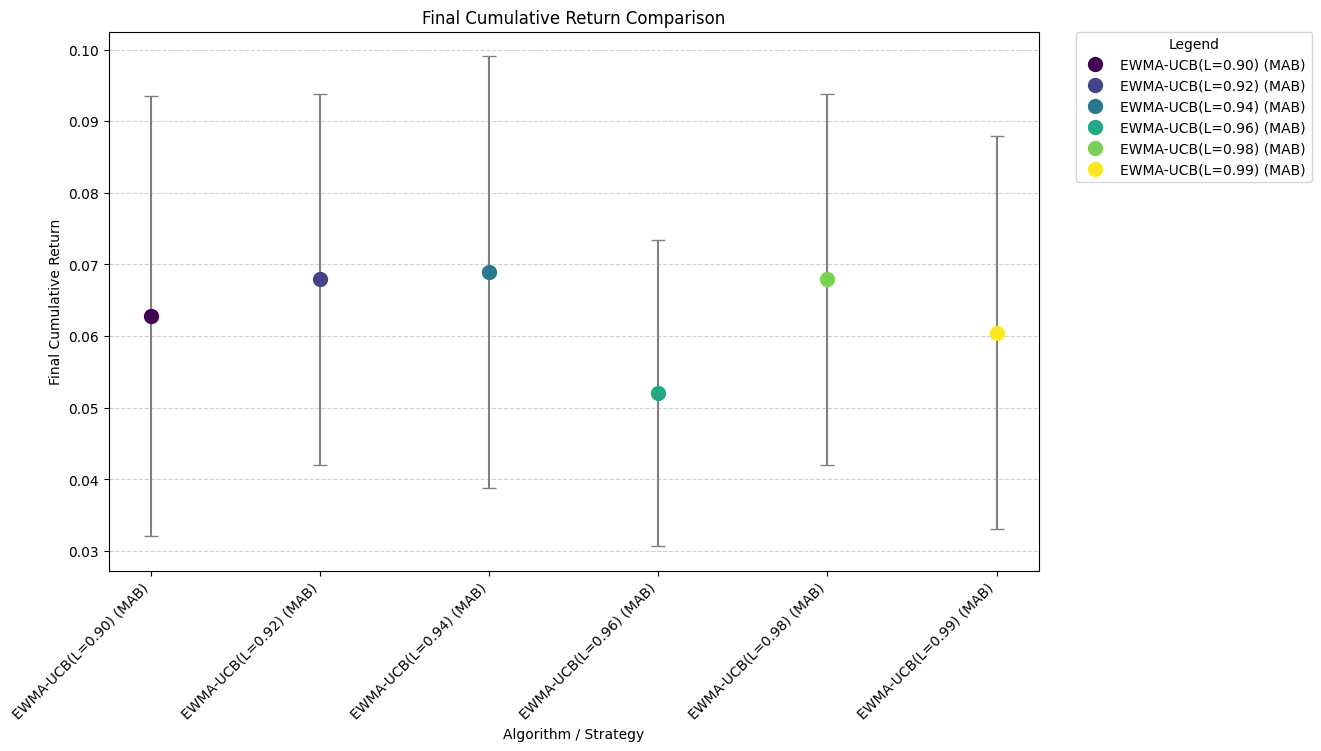 Final Cumulative Return Comparison
Final Cumulative Return
0.10
0.09
0.08
0.07
0.06
0.05
0.04
0.03
EWMA-UCB(L=0.90) (MAB)
EWMA-UCB(L=0.92) (MAB)
EWMA-UCB(L=0.94) (MAB)
EWMA-UCB(L=0.96) (MAB)
EWMA-UCB(L=0.98) (MAB)
EWMA-UCB(L=0.99) (MAB)
Algorithm / Strategy
Legend
EWMA-UCB(L=0.90) (MAB)
EWMA-UCB(L=0.92) (MAB)
EWMA-UCB(L=0.94) (MAB)
EWMA-UCB(L=0.96) (MAB)
EWMA-UCB(L=0.98) (MAB)
EWMA-UCB(L=0.99) (MAB)